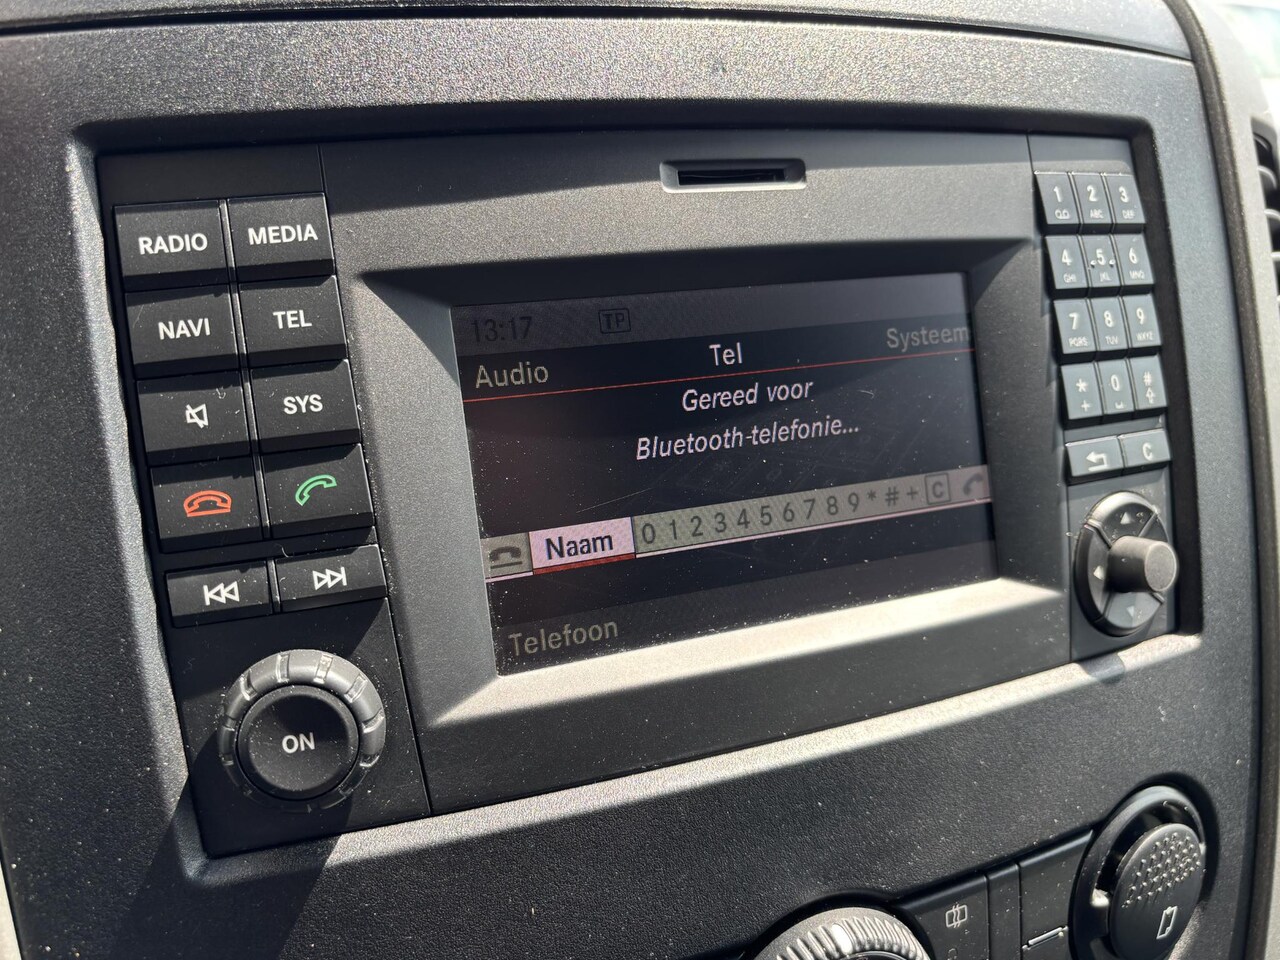 RADIO MEDIA
NAVI TEL
SYS
ON
13:17 TP
Audio Tel Systeem
Gereed voor
Bluetooth-telefonie...
Naam 0 1 2 3 4 5 6 7 8 9 * # + C
Telefoon
1 2 3
ABC DEF
4 5 6
GHI JKL MNO
7 8 9
PQRS TUV WXYZ
* 0 #
+
C